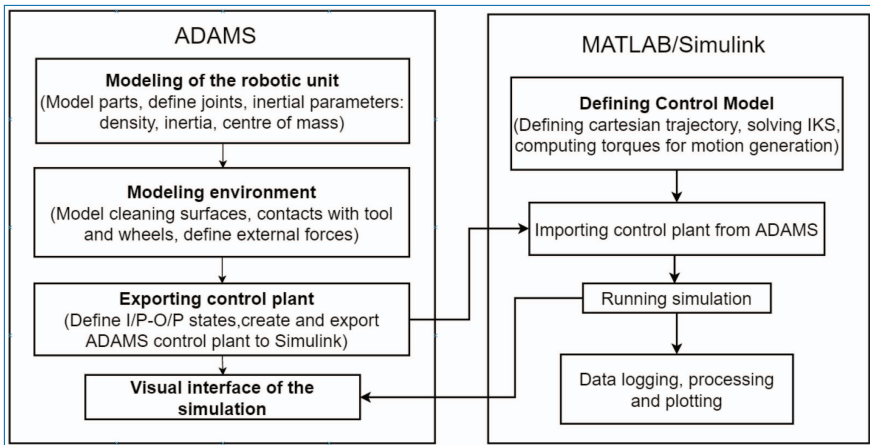 ADAMS
Modeling of the robotic unit
(Model parts, define joints, inertial parameters:
density, inertia, centre of mass)
Modeling environment
(Model cleaning surfaces, contacts with tool
and wheels, define external forces)
Exporting control plant
(Define I/P-O/P states,create and export
ADAMS control plant to Simulink)
Visual interface of the
simulation
MATLAB/Simulink
Defining Control Model
(Defining cartesian trajectory, solving IKS,
computing torques for motion generation)
Importing control plant from ADAMS
Running simulation
Data logging, processing
and plotting